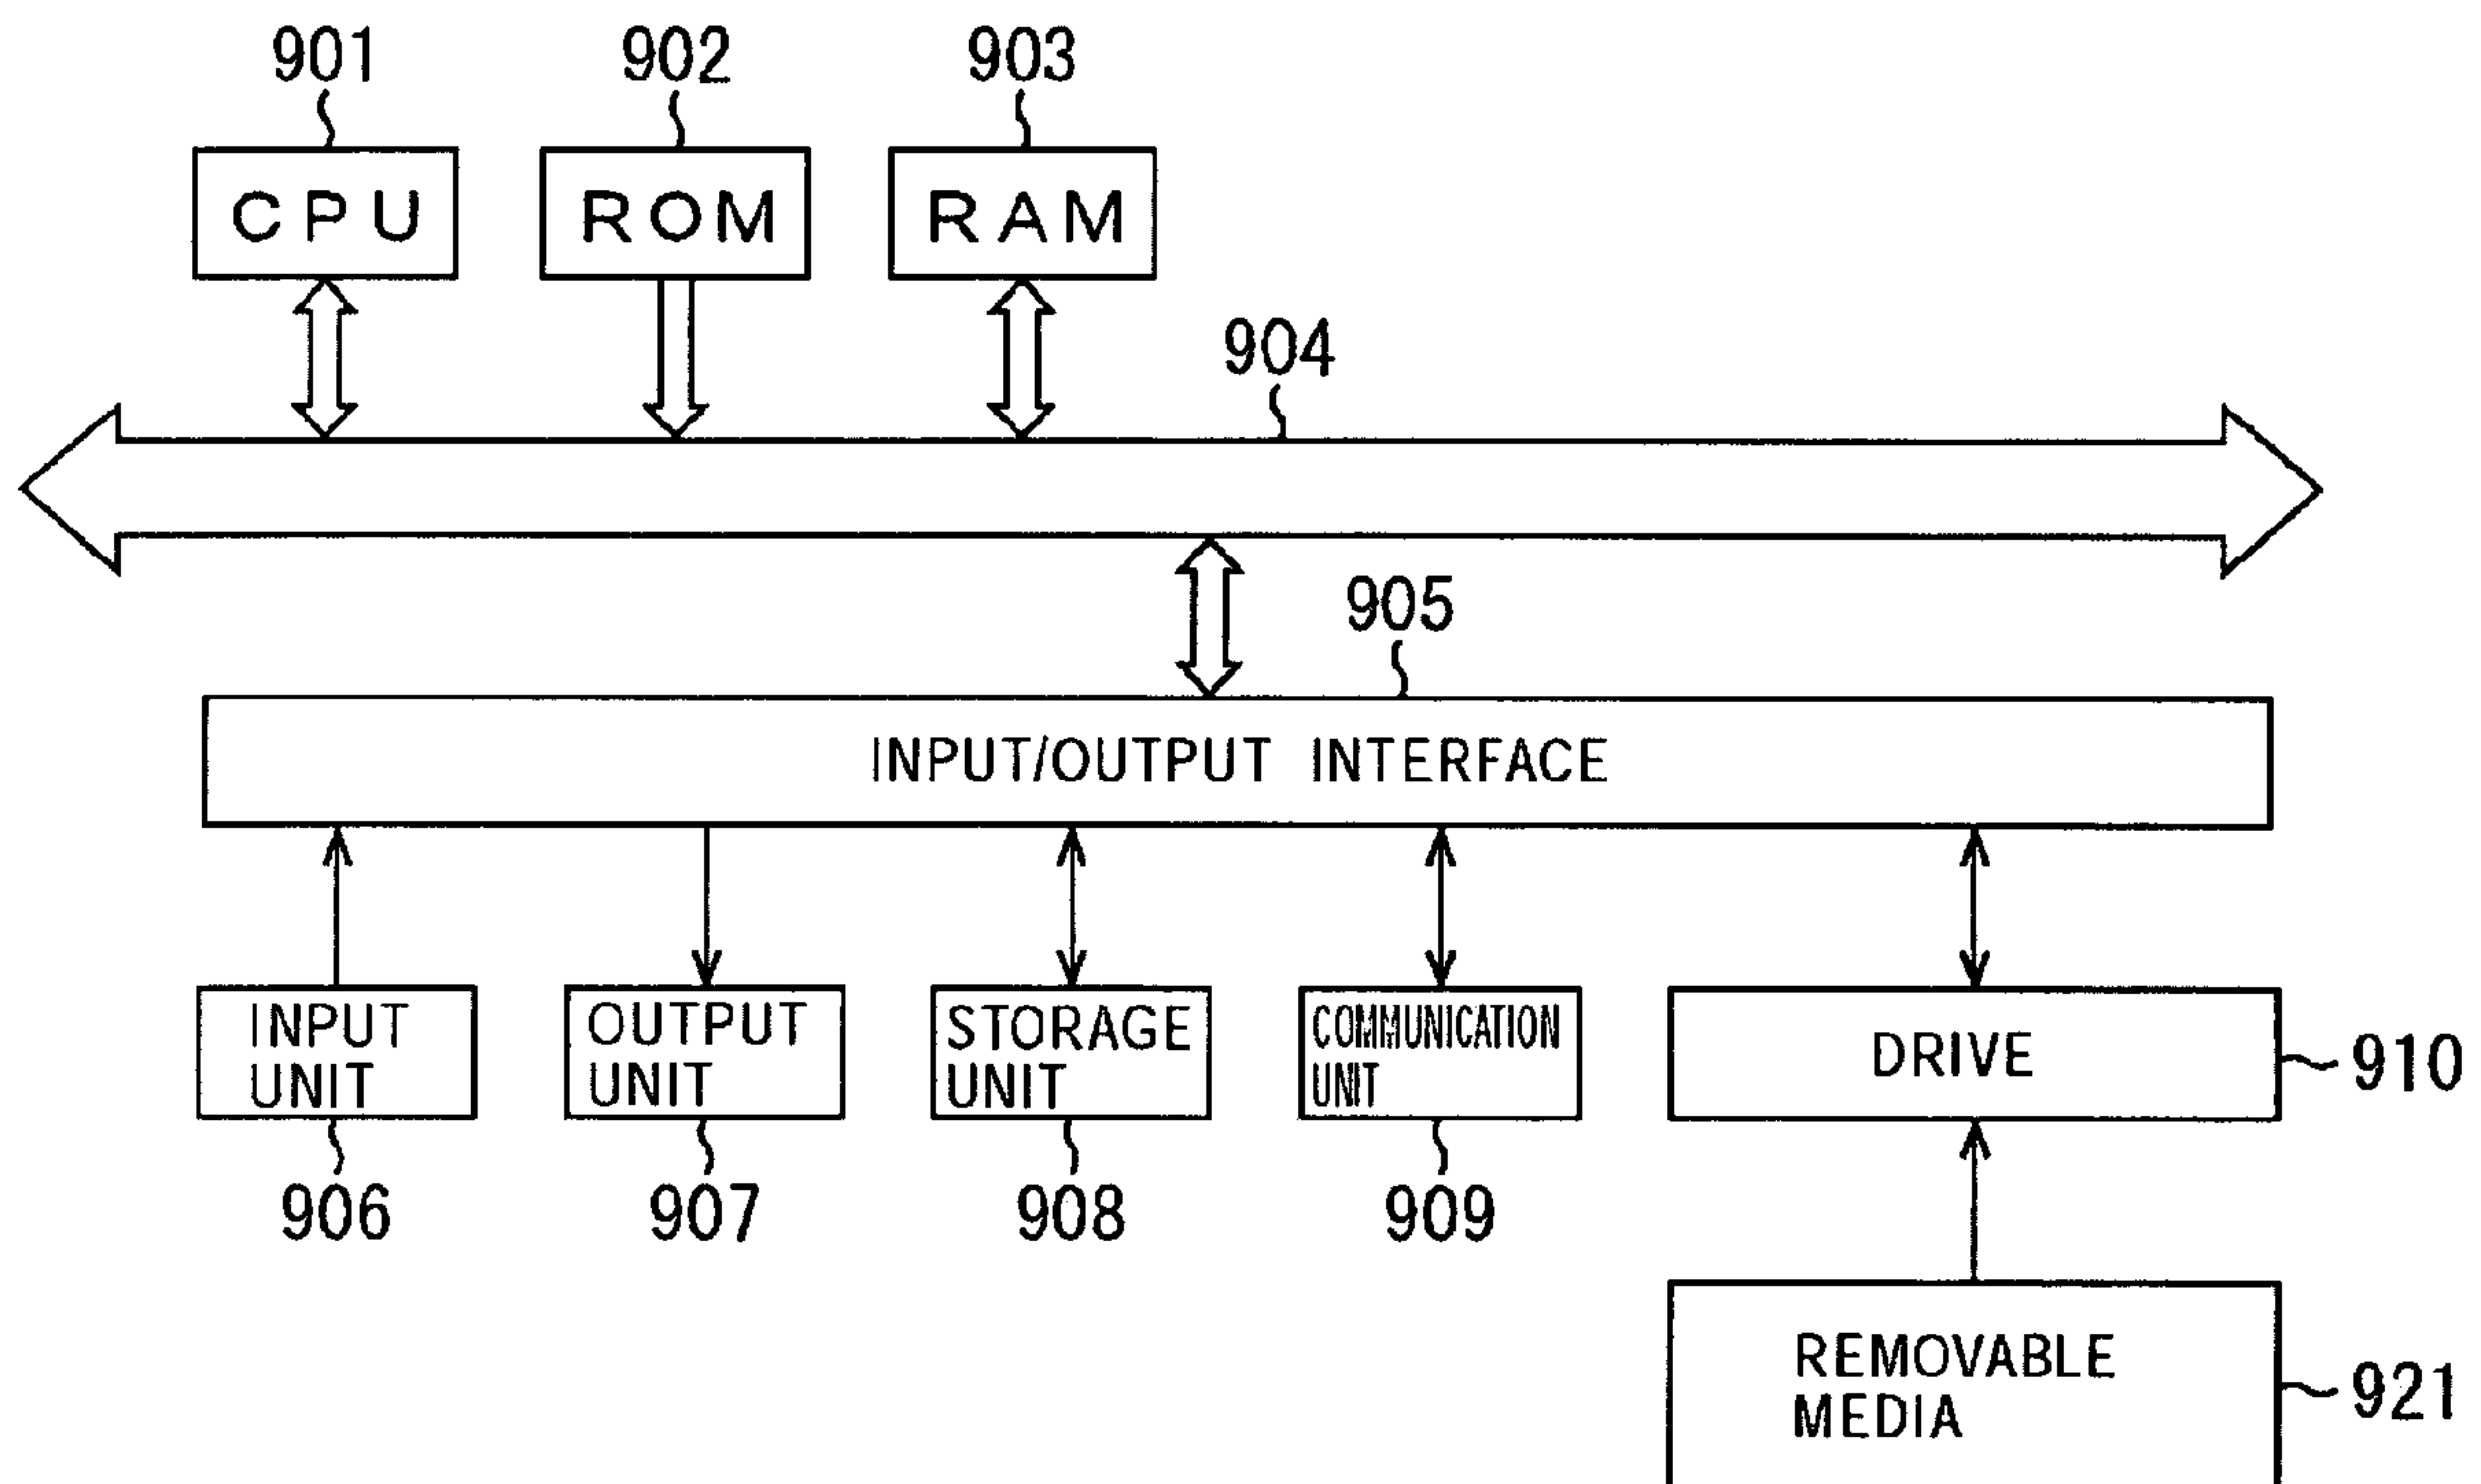 901
902
903
CPU
ROM
RAM
904
905
INPUT/OUTPUT INTERFACE
INPUT
UNIT
OUTPUT
UNIT
STORAGE
UNIT
COMMUNICATION
UNIT
DRIVE
910
906
907
908
909
REMOVABLE
MEDIA
921